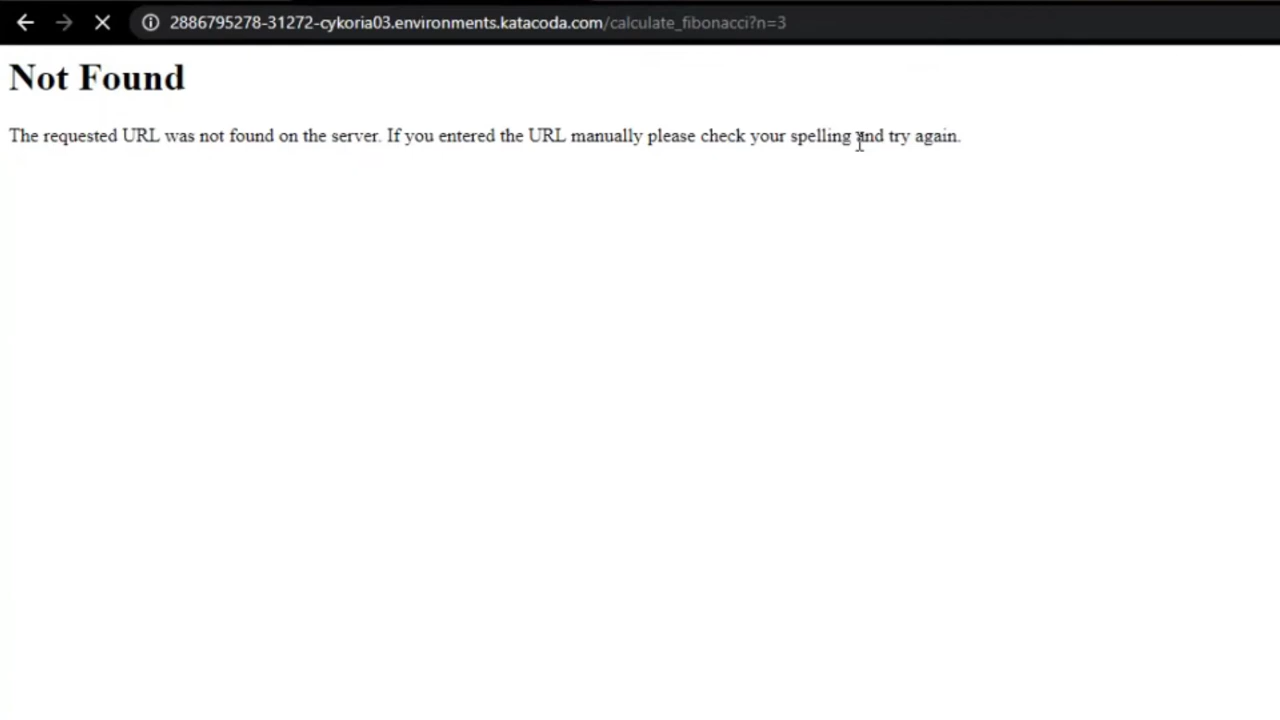 2886795278-31272-cykoria03.environments.katacoda.com/calculate_fibonacci?n=3
Not Found
The requested URL was not found on the server. If you entered the URL manually please check your spelling and try again.